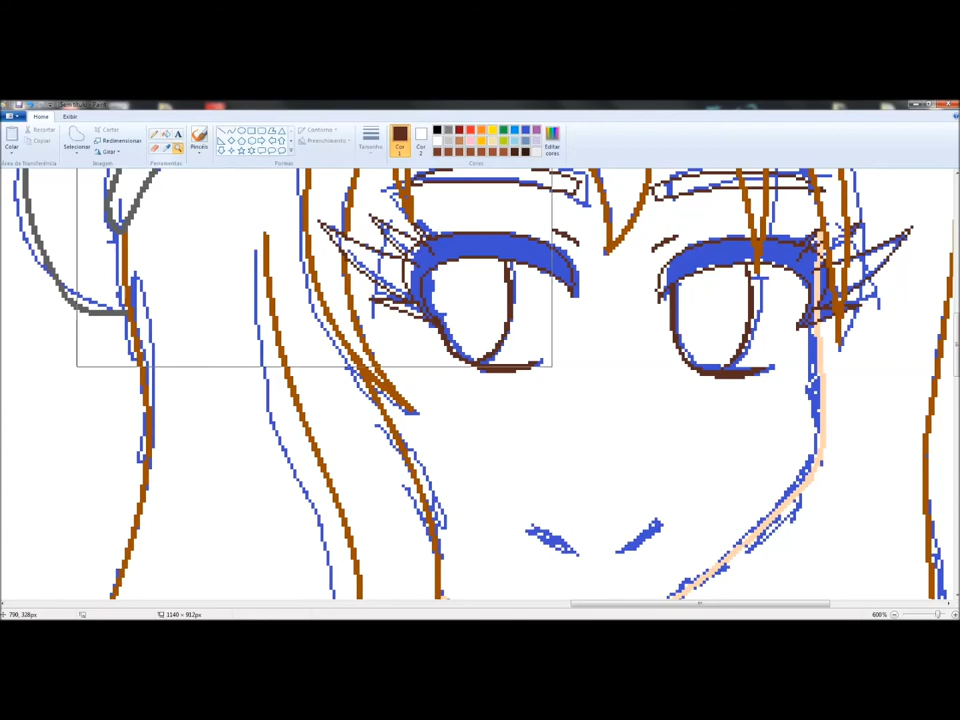 Home Exibir
Colar
Recortar
Copiar
Área de Transferência
Selecionar
Cortar
Redimensionar
Girar
Imagem
A
Ferramentas
Pincéis
Contorno
Preenchimento
Formas
Tamanho
Cor
1
Cor
2
Editar
cores
Cores
790, 328px
1140 × 912px
600%